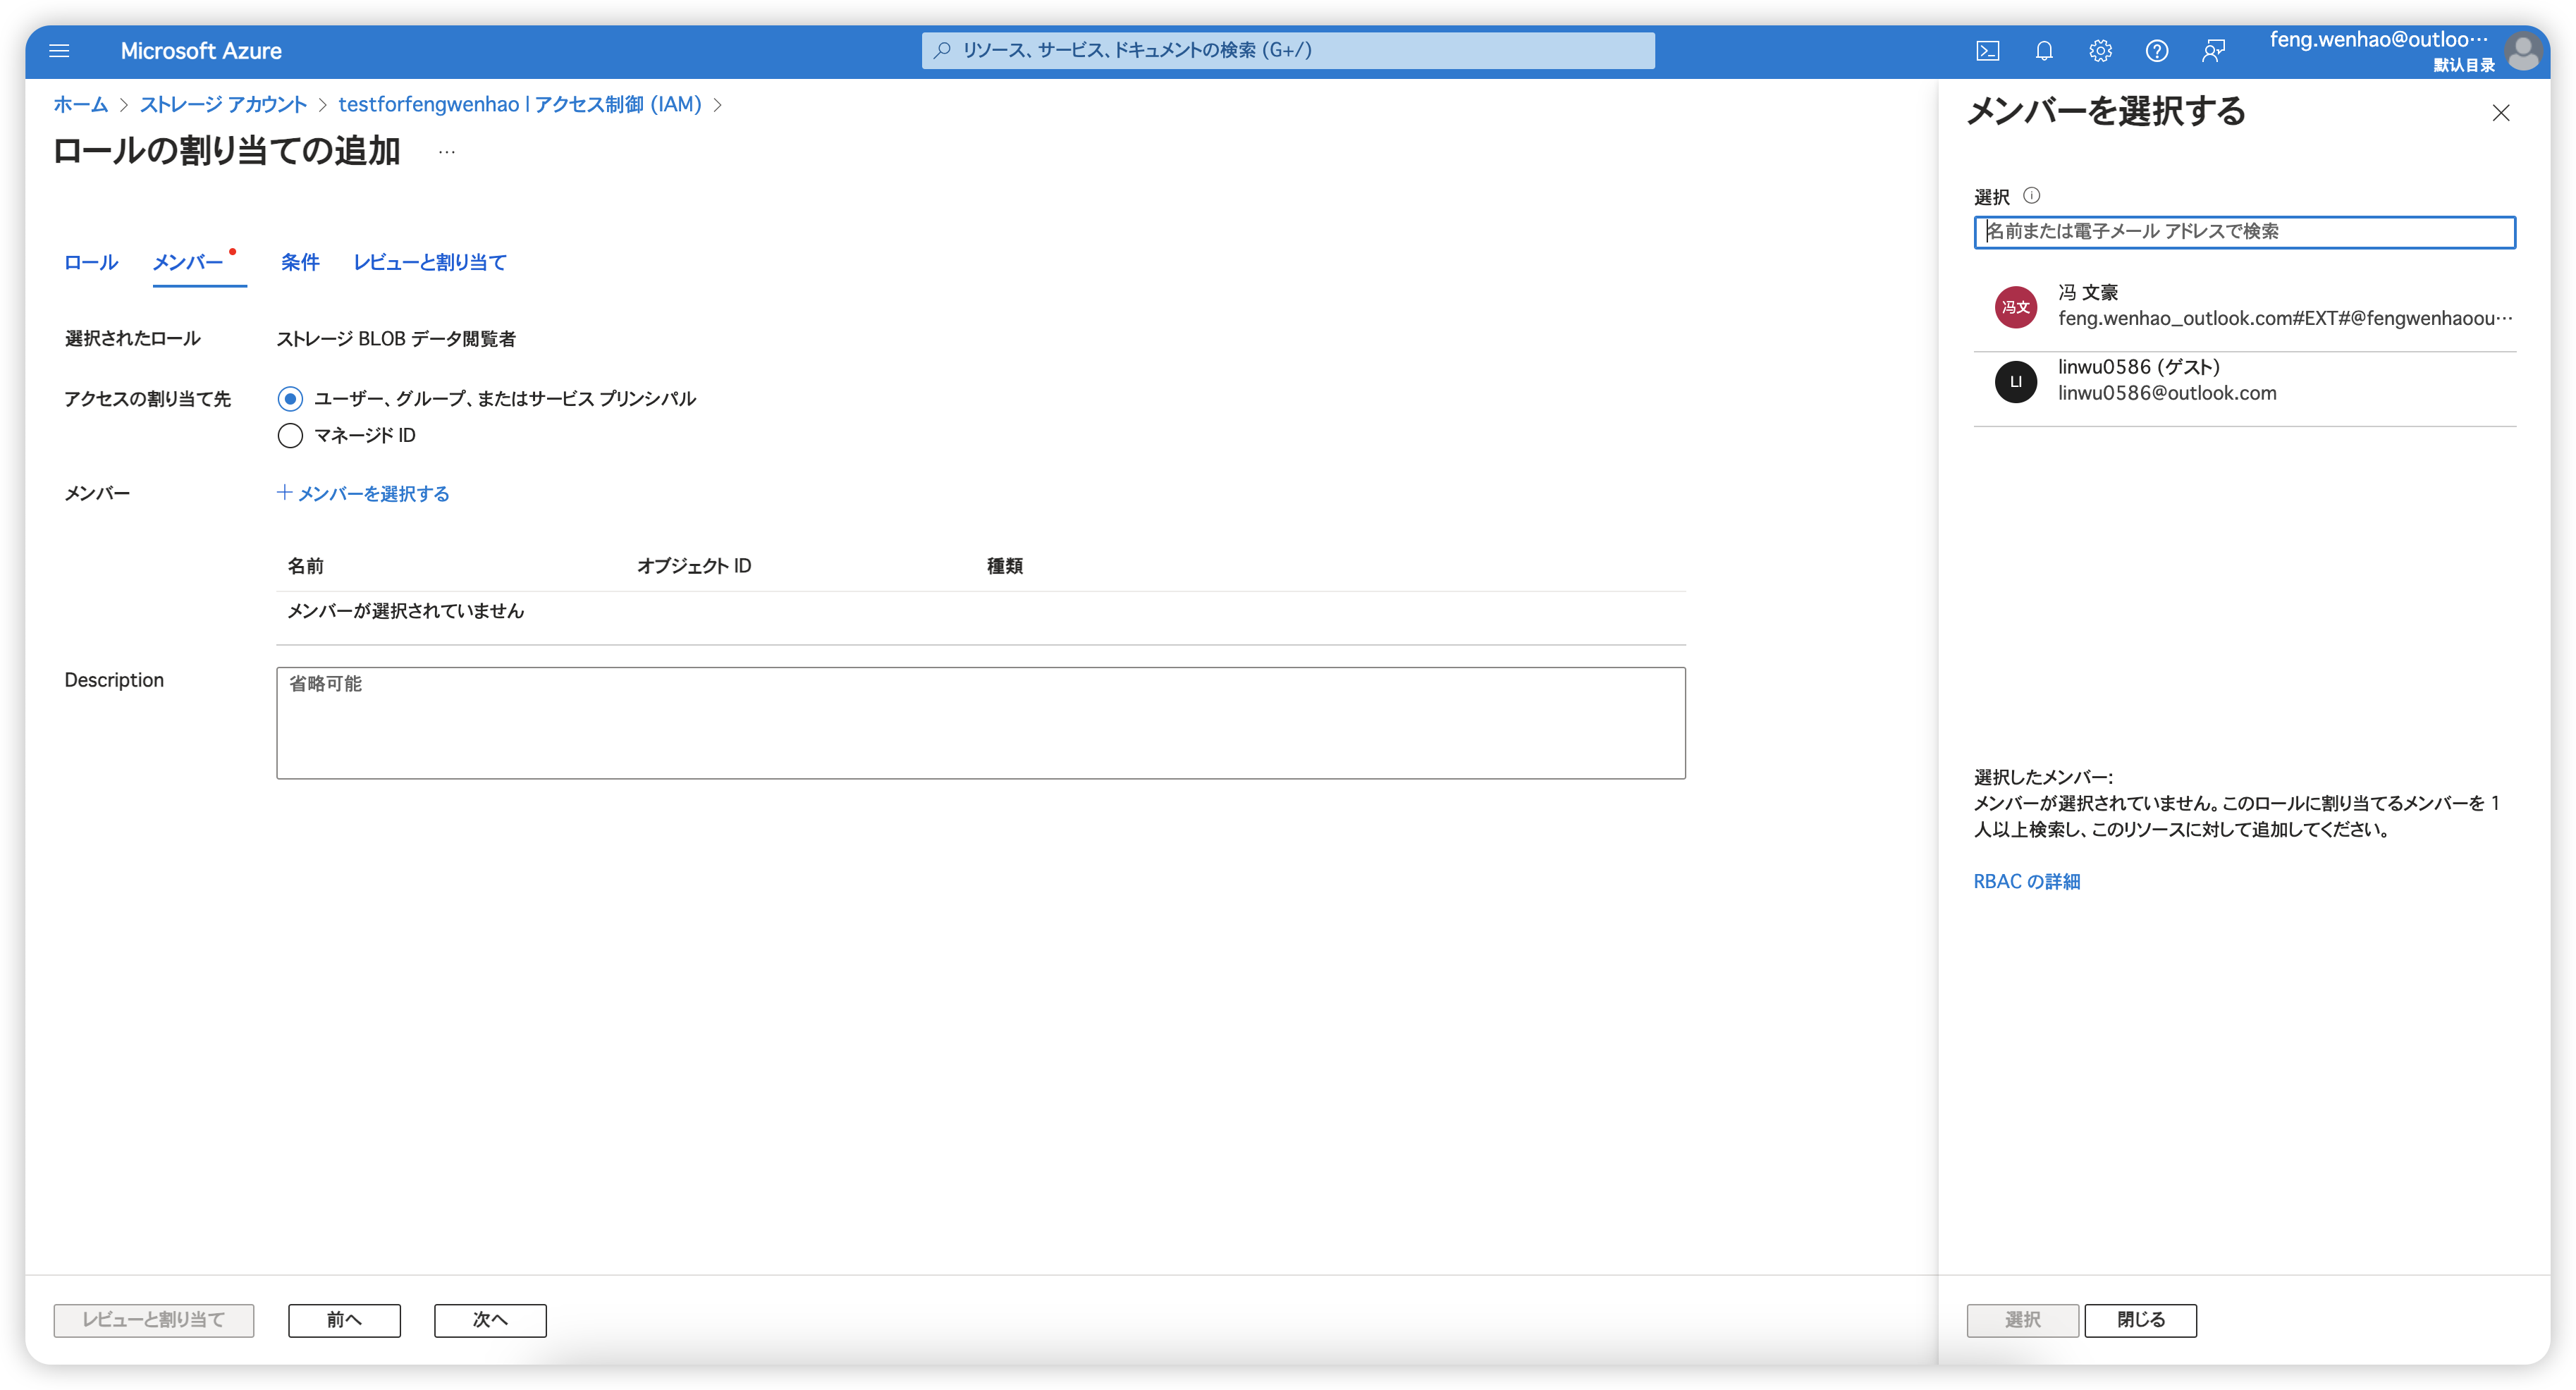 Microsoft Azure
リソース、サービス、ドキュメントの検索 (G+/)
feng.wenhao@outloo…
默认目录
ホーム > ストレージ アカウント > testforfengwenhao | アクセス制御 (IAM) >
ロールの割り当ての追加 …
ロール
メンバー
条件
レビューと割り当て
選択されたロール
ストレージ BLOB データ閲覧者
アクセスの割り当て先
ユーザー、グループ、またはサービス プリンシパル
マネージド ID
メンバー
+ メンバーを選択する
名前
オブジェクト ID
種類
メンバーが選択されていません
Description
省略可能
レビューと割り当て
前へ
次へ
メンバーを選択する
選択
名前または電子メール アドレスで検索
冯文
冯 文豪
feng.wenhao_outlook.com#EXT#@fengwenhaoou…
LI
linwu0586 (ゲスト)
linwu0586@outlook.com
選択したメンバー:
メンバーが選択されていません。このロールに割り当てるメンバーを 1
人以上検索し、このリソースに対して追加してください。
RBAC の詳細
選択
閉じる